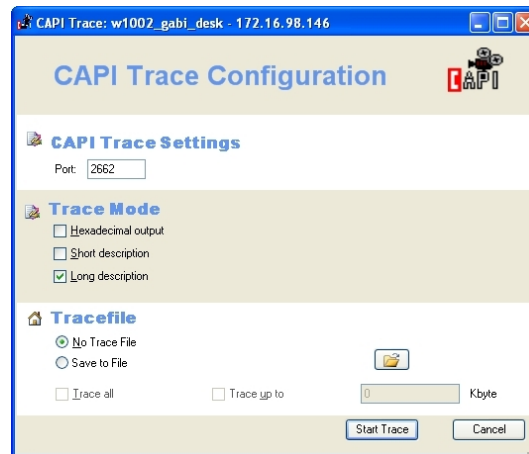 CAPI Trace: w1002_gabi_desk - 172.16.98.146
CAPI Trace Configuration
CAPI
CAPI Trace Settings
Port: 2662
Trace Mode
Hexadecimal output
Short description
Long description
Tracefile
No Trace File
Save to File
Trace all Trace up to 0 Kbyte
Start Trace Cancel